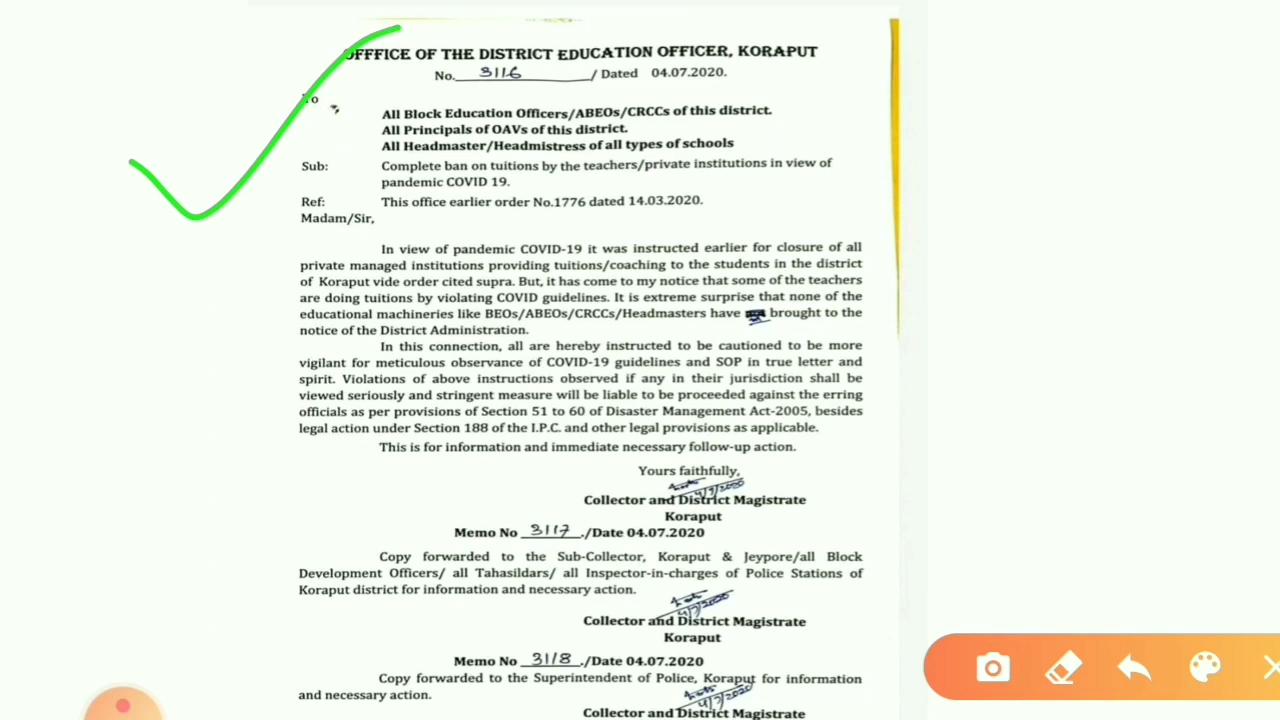 OFFFICE OF THE DISTRICT EDUCATION OFFICER, KORAPUT
No. 3116 / Dated 04.07.2020.
To
All Block Education Officers/ABEOs/CRCCs of this district.
All Principals of OAVs of this district.
All Headmaster/Headmistress of all types of schools
Sub: Complete ban on tuitions by the teachers/private institutions in view of
pandemic COVID 19.
Ref: This office earlier order No.1776 dated 14.03.2020.
Madam/Sir,
In view of pandemic COVID-19 it was instructed earlier for closure of all
private managed institutions providing tuitions/coaching to the students in the district
of Koraput vide order cited supra. But, it has come to my notice that some of the teachers
are doing tuitions by violating COVID guidelines. It is extreme surprise that none of the
educational machineries like BEOs/ABEOs/CRCCs/Headmasters have brought to the
notice of the District Administration.
In this connection, all are hereby instructed to be cautioned to be more
vigilant for meticulous observance of COVID-19 guidelines and SOP in true letter and
spirit. Violations of above instructions observed if any in their jurisdiction shall be
viewed seriously and stringent measure will be liable to be proceeded against the erring
officials as per provisions of Section 51 to 60 of Disaster Management Act-2005, besides
legal action under Section 188 of the I.P.C. and other legal provisions as applicable.
This is for information and immediate necessary follow-up action.
Yours faithfully,
4/7/2020
Collector and District Magistrate
Koraput
Memo No 3117 ./Date 04.07.2020
Copy forwarded to the Sub-Collector, Koraput & Jeypore/all Block
Development Officers/ all Tahasildars/ all Inspector-in-charges of Police Stations of
Koraput district for information and necessary action.
4/7/2020
Collector and District Magistrate
Koraput
Memo No 3118 ./Date 04.07.2020
Copy forwarded to the Superintendent of Police, Koraput for information
and necessary action.
4/7/2020
Collector and District Magistrate